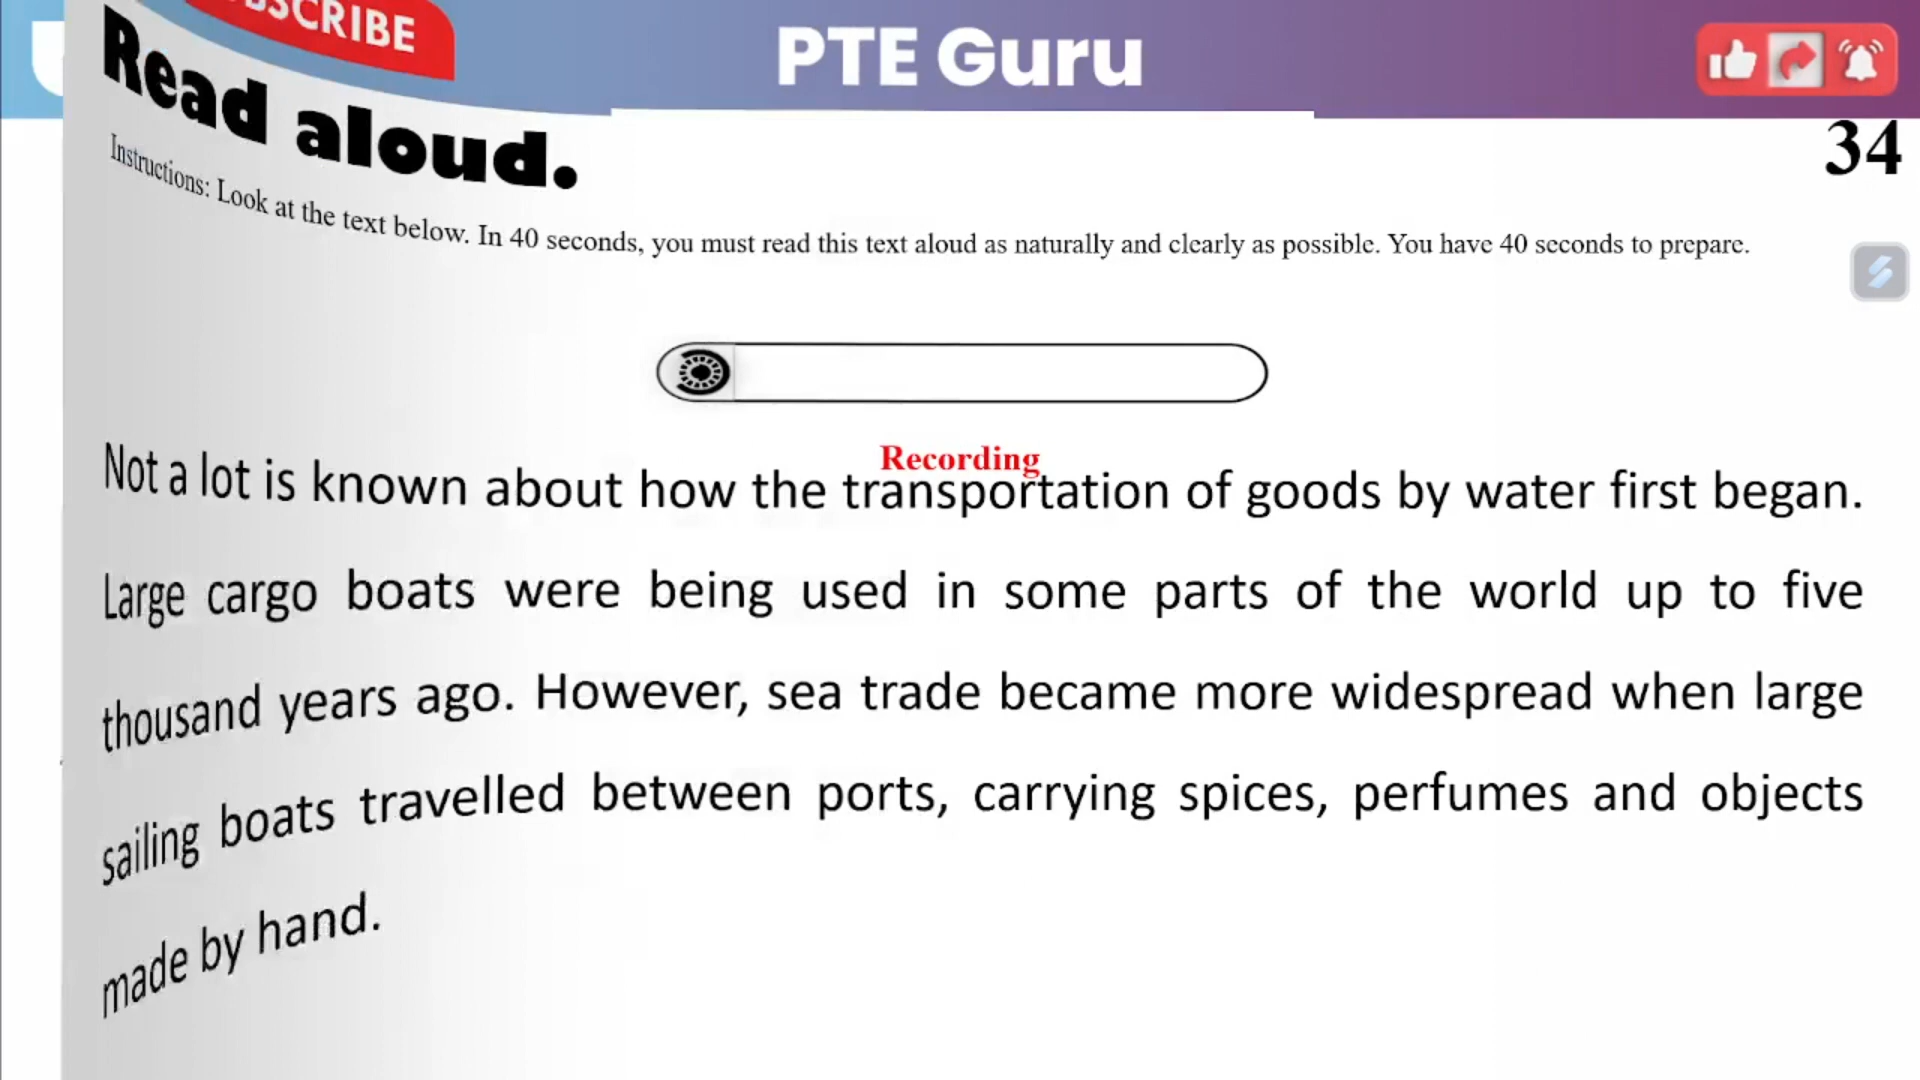 SCRIBE
PTE Guru
Read aloud.
34
Instructions: Look at the text below. In 40 seconds, you must read this text aloud as naturally and clearly as possible. You have 40 seconds to prepare.
Recording
Not a lot is known about how the transportation of goods by water first began.
Large cargo boats were being used in some parts of the world up to five
thousand years ago. However, sea trade became more widespread when large
sailing boats travelled between ports, carrying spices, perfumes and objects
made by hand.